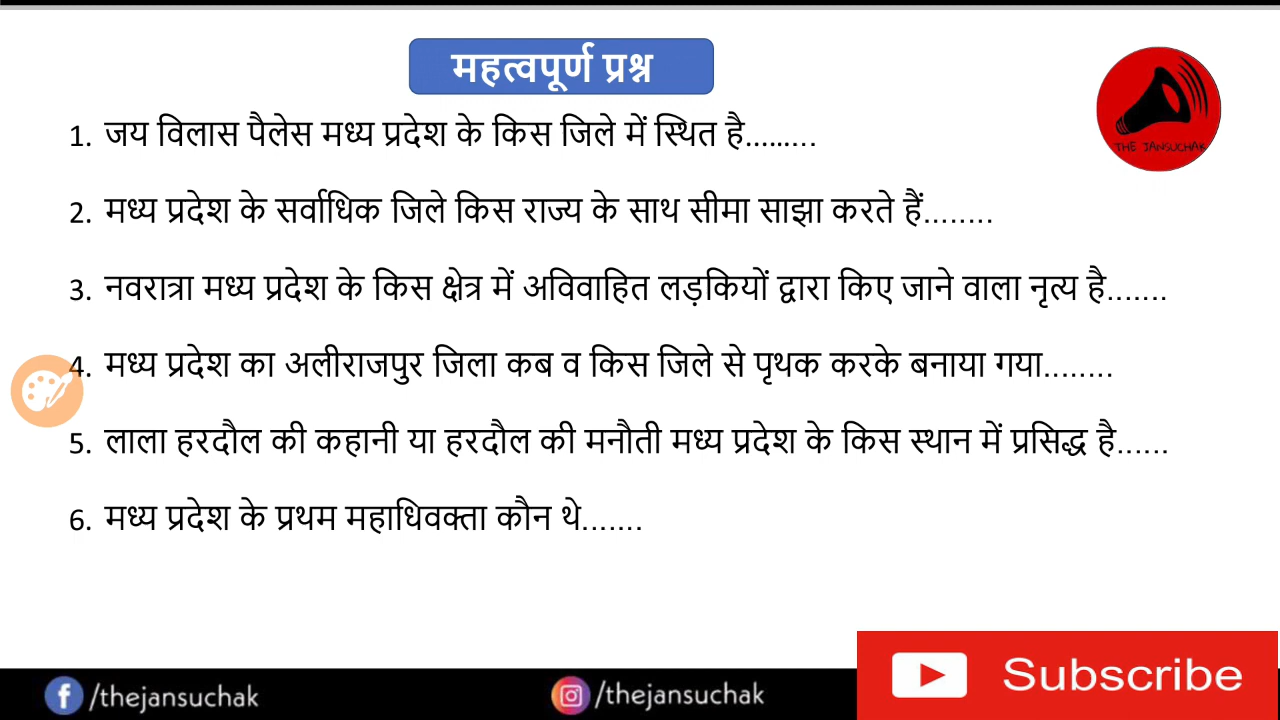 महत्वपूर्ण प्रश्न
THE JANSUCHAK
1. जय विलास पैलेस मध्य प्रदेश के किस जिले में स्थित है.........
2. मध्य प्रदेश के सर्वाधिक जिले किस राज्य के साथ सीमा साझा करते हैं........
3. नवरात्रा मध्य प्रदेश के किस क्षेत्र में अविवाहित लड़कियों द्वारा किए जाने वाला नृत्य है.......
4. मध्य प्रदेश का अलीराजपुर जिला कब व किस जिले से पृथक करके बनाया गया........
5. लाला हरदौल की कहानी या हरदौल की मनौती मध्य प्रदेश के किस स्थान में प्रसिद्ध है......
6. मध्य प्रदेश के प्रथम महाधिवक्ता कौन थे.......
/thejansuchak
/thejansuchak
Subscribe